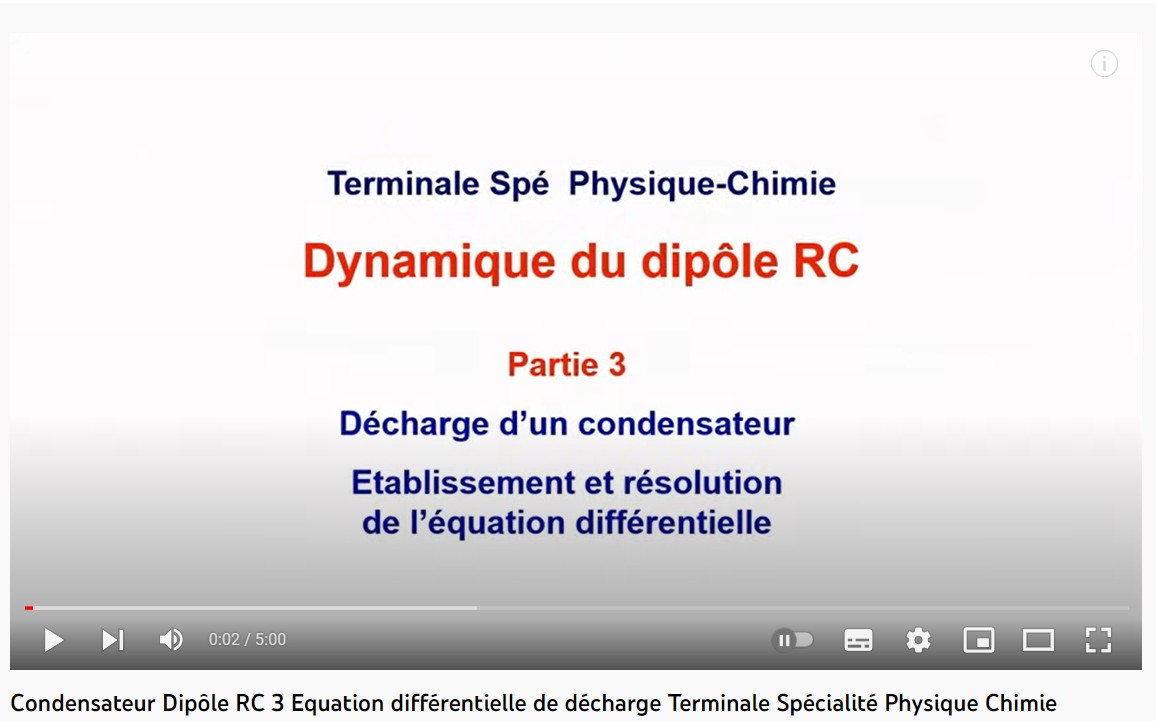 Terminale Spé Physique-Chimie
Dynamique du dipôle RC
Partie 3
Décharge d’un condensateur
Etablissement et résolution
de l’équation différentielle
0:02 / 5:00
Condensateur Dipôle RC 3 Equation différentielle de décharge Terminale Spécialité Physique Chimie